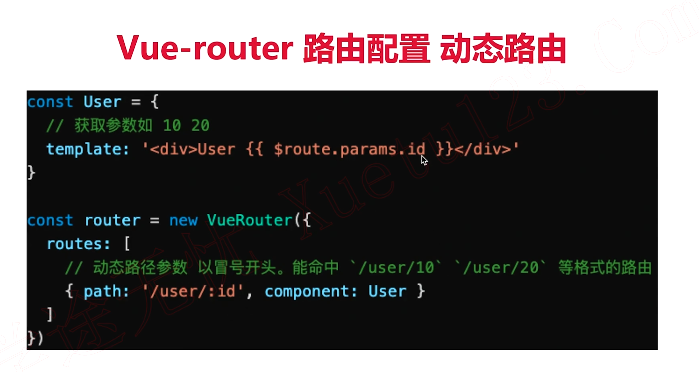 Vue-router 路由配置 动态路由
const User = {
  // 获取参数如 10 20
  template: '<div>User {{ $route.params.id }}</div>'
}

const router = new VueRouter({
  routes: [
    // 动态路径参数 以冒号开头。能命中 `/user/10` `/user/20` 等格式的路由
    { path: '/user/:id', component: User }
  ]
})